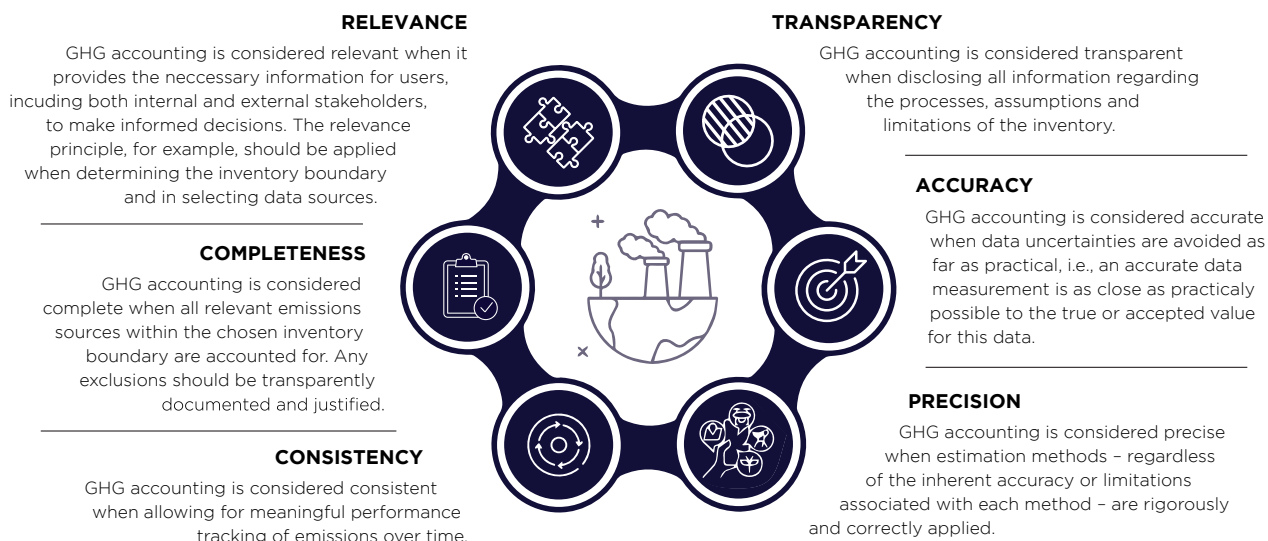 RELEVANCE
GHG accounting is considered relevant when it
provides the neccessary information for users,
incuding both internal and external stakeholders,
to make informed decisions. The relevance
principle, for example, should be applied
when determining the inventory boundary
and in selecting data sources.
COMPLETENESS
GHG accounting is considered
complete when all relevant emissions
sources within the chosen inventory
boundary are accounted for. Any
exclusions should be transparently
documented and justified.
CONSISTENCY
GHG accounting is considered consistent
when allowing for meaningful performance
tracking of emissions over time.
TRANSPARENCY
GHG accounting is considered transparent
when disclosing all information regarding
the processes, assumptions and
limitations of the inventory.
ACCURACY
GHG accounting is considered accurate
when data uncertainties are avoided as
far as practical, i.e., an accurate data
measurement is as close as practicaly
possible to the true or accepted value
for this data.
PRECISION
GHG accounting is considered precise
when estimation methods – regardless
of the inherent accuracy or limitations
associated with each method – are rigorously
and correctly applied.